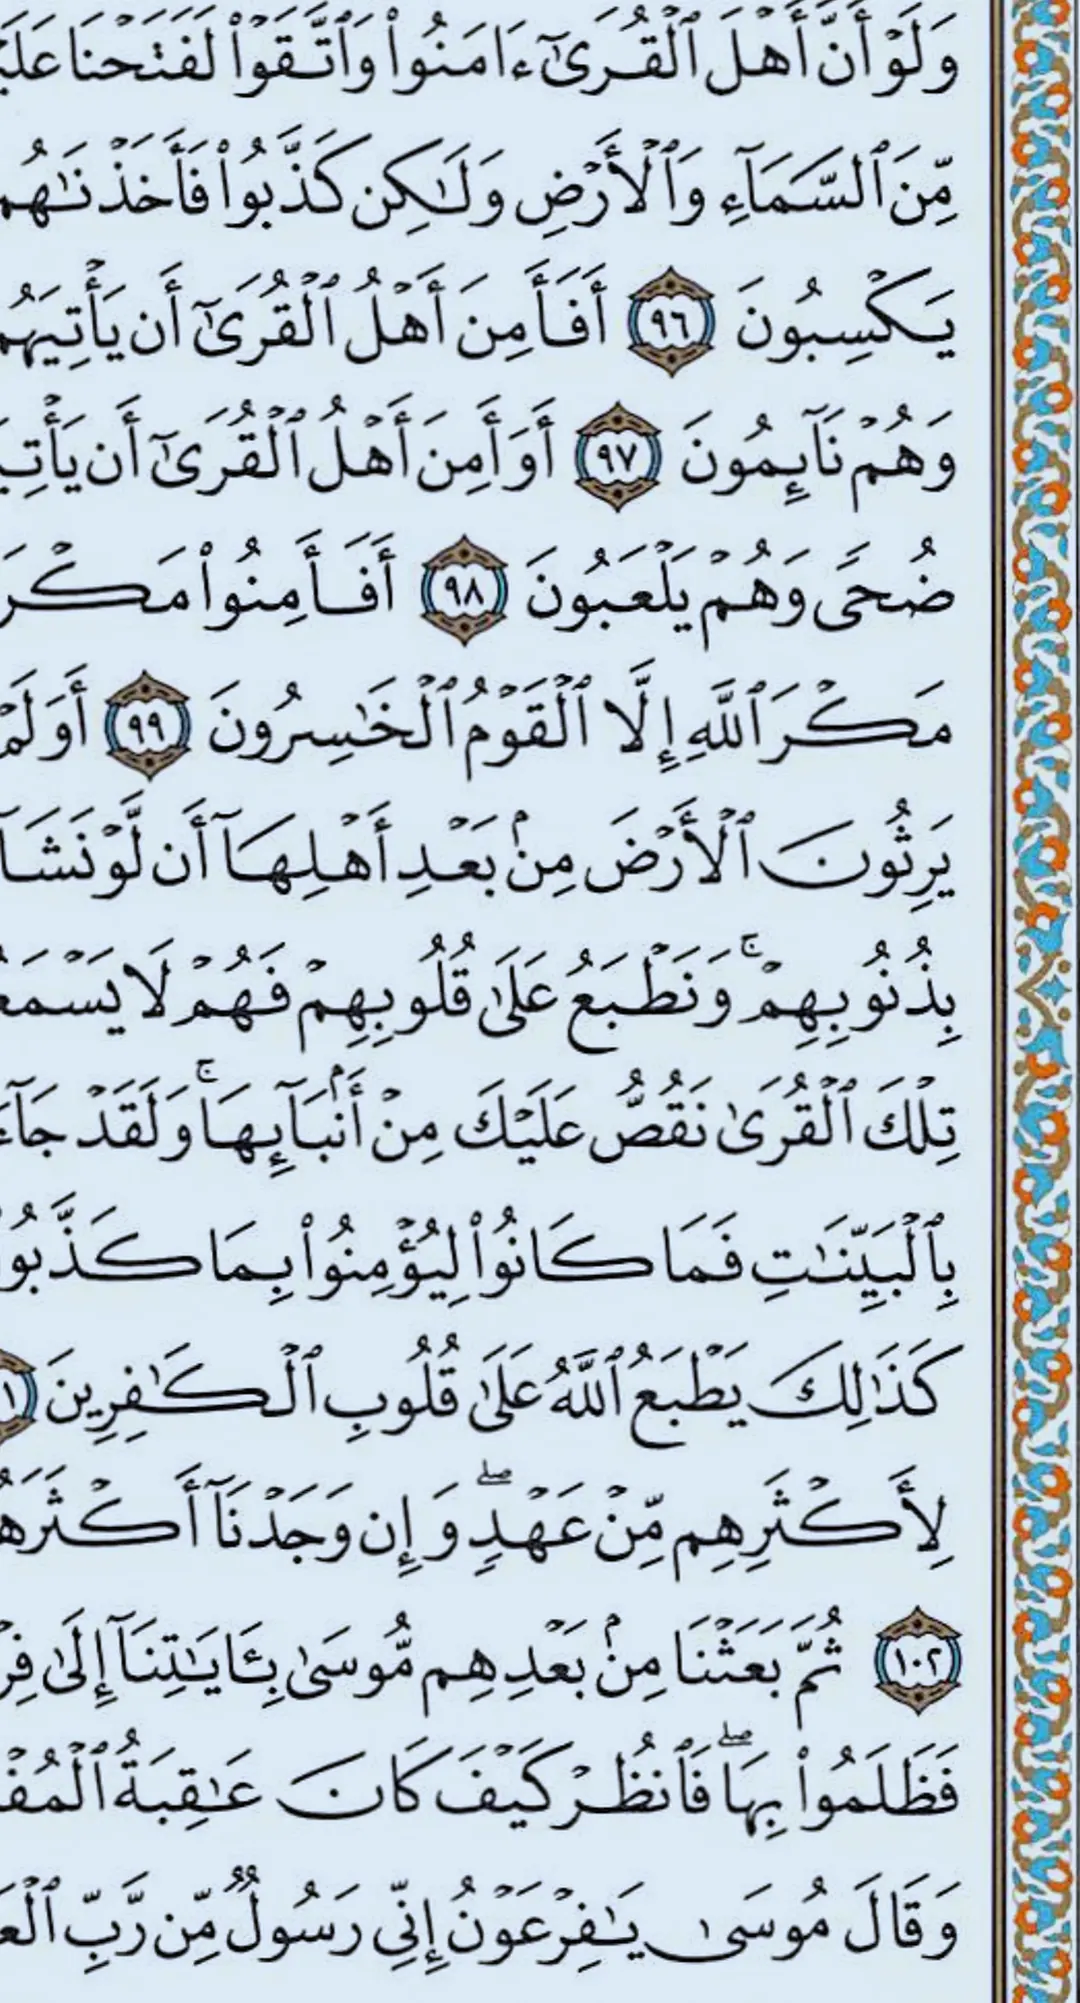 وَلَوْ أَنَّ أَهْلَ ٱلْقُرَىٰٓ ءَامَنُوا۟ وَٱتَّقَوْا۟ لَفَتَحْنَا
مِّنَ ٱلسَّمَآءِ وَٱلْأَرْضِ وَلَٰكِن كَذَّبُوا۟ فَأَخَذْنَٰهُم
يَكْسِبُونَ ٩٦ أَفَأَمِنَ أَهْلُ ٱلْقُرَىٰٓ أَن يَأْتِيَهُم
وَهُمْ نَآئِمُونَ ٩٧ أَوَأَمِنَ أَهْلُ ٱلْقُرَىٰٓ أَن
ضُحًى وَهُمْ يَلْعَبُونَ ٩٨ أَفَأَمِنُوا۟ مَكْرَ
مَكْرَ ٱللَّهِ إِلَّا ٱلْقَوْمُ ٱلْخَٰسِرُونَ ٩٩ أَوَلَمْ
يَرِثُونَ ٱلْأَرْضَ مِنۢ بَعْدِ أَهْلِهَآ أَن لَّوْ
بِذُنُوبِهِمْ ۚ وَنَطْبَعُ عَلَىٰ قُلُوبِهِمْ فَهُمْ لَا
تِلْكَ ٱلْقُرَىٰ نَقُصُّ عَلَيْكَ مِنْ أَنۢبَآئِهَا ۚ وَلَقَدْ
بِٱلْبَيِّنَٰتِ فَمَا كَانُوا۟ لِيُؤْمِنُوا۟ بِمَا
كَذَٰلِكَ يَطْبَعُ ٱللَّهُ عَلَىٰ قُلُوبِ ٱلْكَٰفِرِينَ
لِأَكْثَرِهِم مِّنْ عَهْدٍ ۖ وَإِن وَجَدْنَآ
١٠٢ ثُمَّ بَعَثْنَا مِنۢ بَعْدِهِم مُّوسَىٰ بِـَٔايَٰتِنَآ إِلَىٰ
فَظَلَمُوا۟ بِهَا ۖ فَٱنظُرْ كَيْفَ كَانَ عَٰقِبَةُ
وَقَالَ مُوسَىٰ يَٰفِرْعَوْنُ إِنِّى رَسُولٌ مِّن رَّبِّ